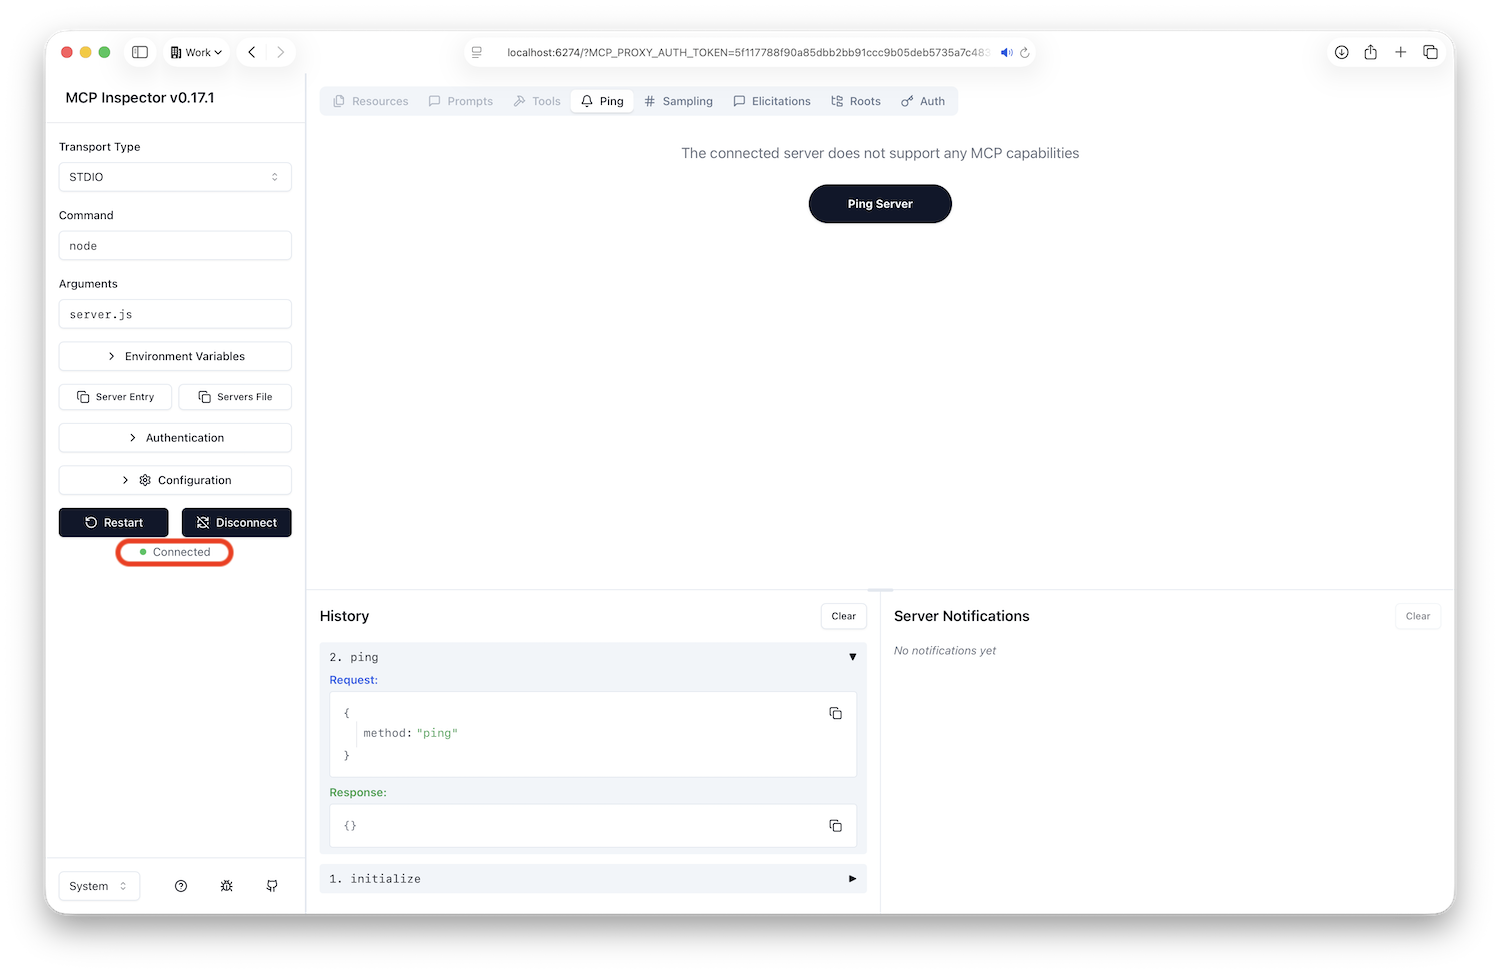 Work
localhost:6274/?MCP_PROXY_AUTH_TOKEN=5f117788f90a85dbb2bb91ccc9b05deb5735a7c483
MCP Inspector v0.17.1
Resources
Prompts
Tools
Ping
Sampling
Elicitations
Roots
Auth
Transport Type
STDIO
Command
node
Arguments
server.js
Environment Variables
Server Entry
Servers File
Authentication
Configuration
Restart
Disconnect
Connected
System
The connected server does not support any MCP capabilities
Ping Server
History
Clear
2. ping
Request:
{
method: "ping"
}
Response:
{}
1. initialize
Server Notifications
Clear
No notifications yet